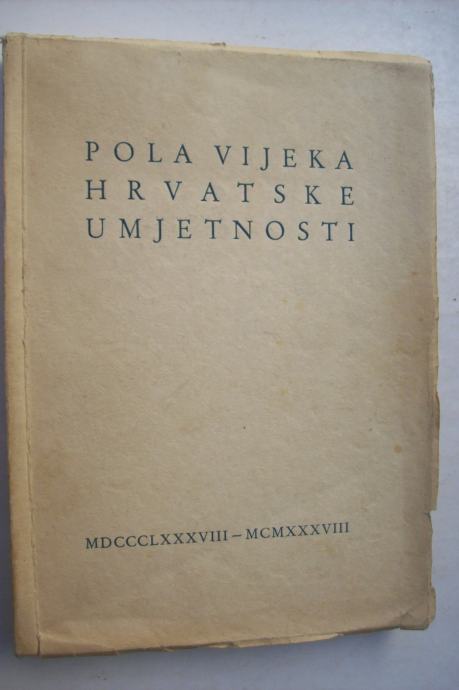 POLA VIJEKA
HRVATSKE
UMJETNOSTI
MDCCCLXXXVIII – MCMXXXVIII